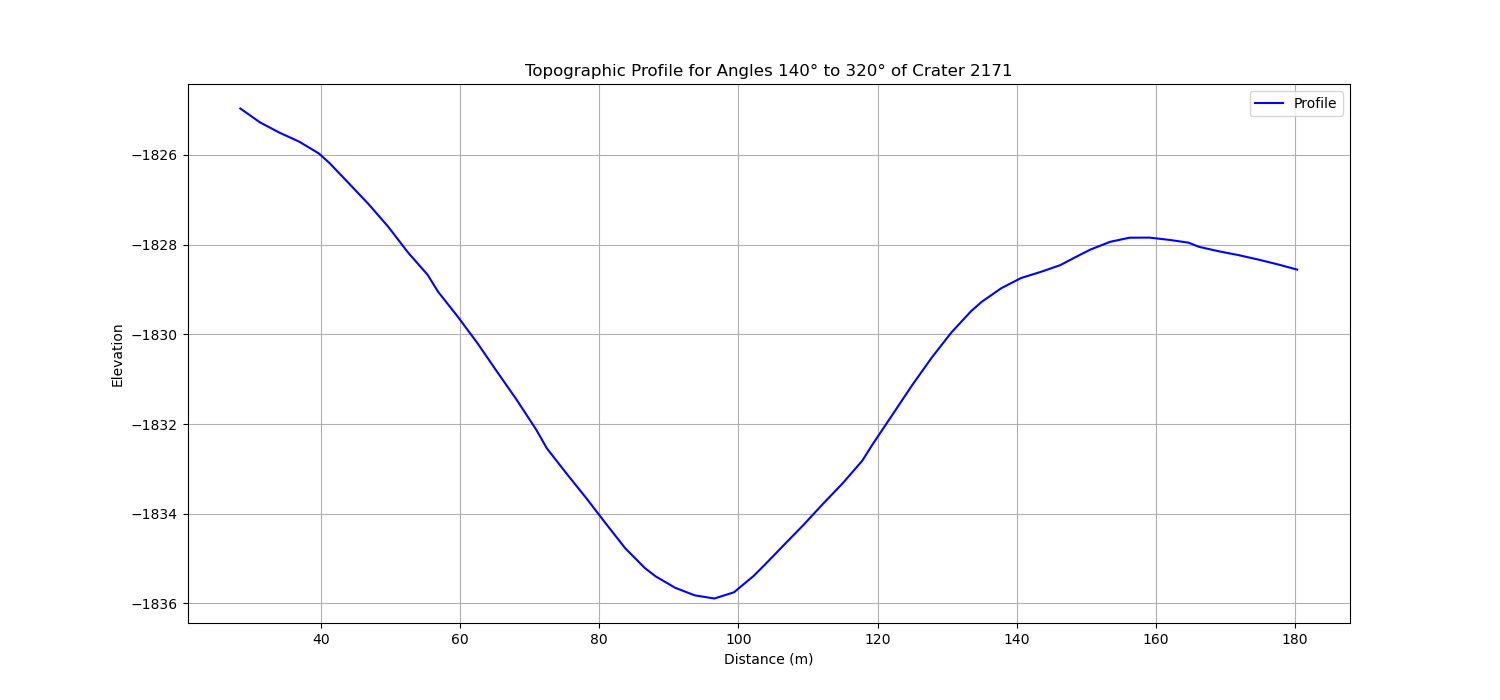 Topographic Profile for Angles 140° to 320° of Crater 2171
Profile
−1826
−1828
−1830
−1832
−1834
−1836
Elevation
40 60 80 100 120 140 160 180
Distance (m)